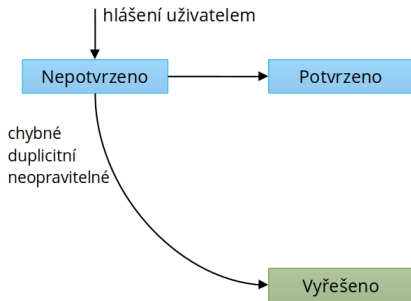 hlášení uživatelem
Nepotvrzeno
Potvrzeno
chybné
duplicitní
neopravitelné
Vyřešeno